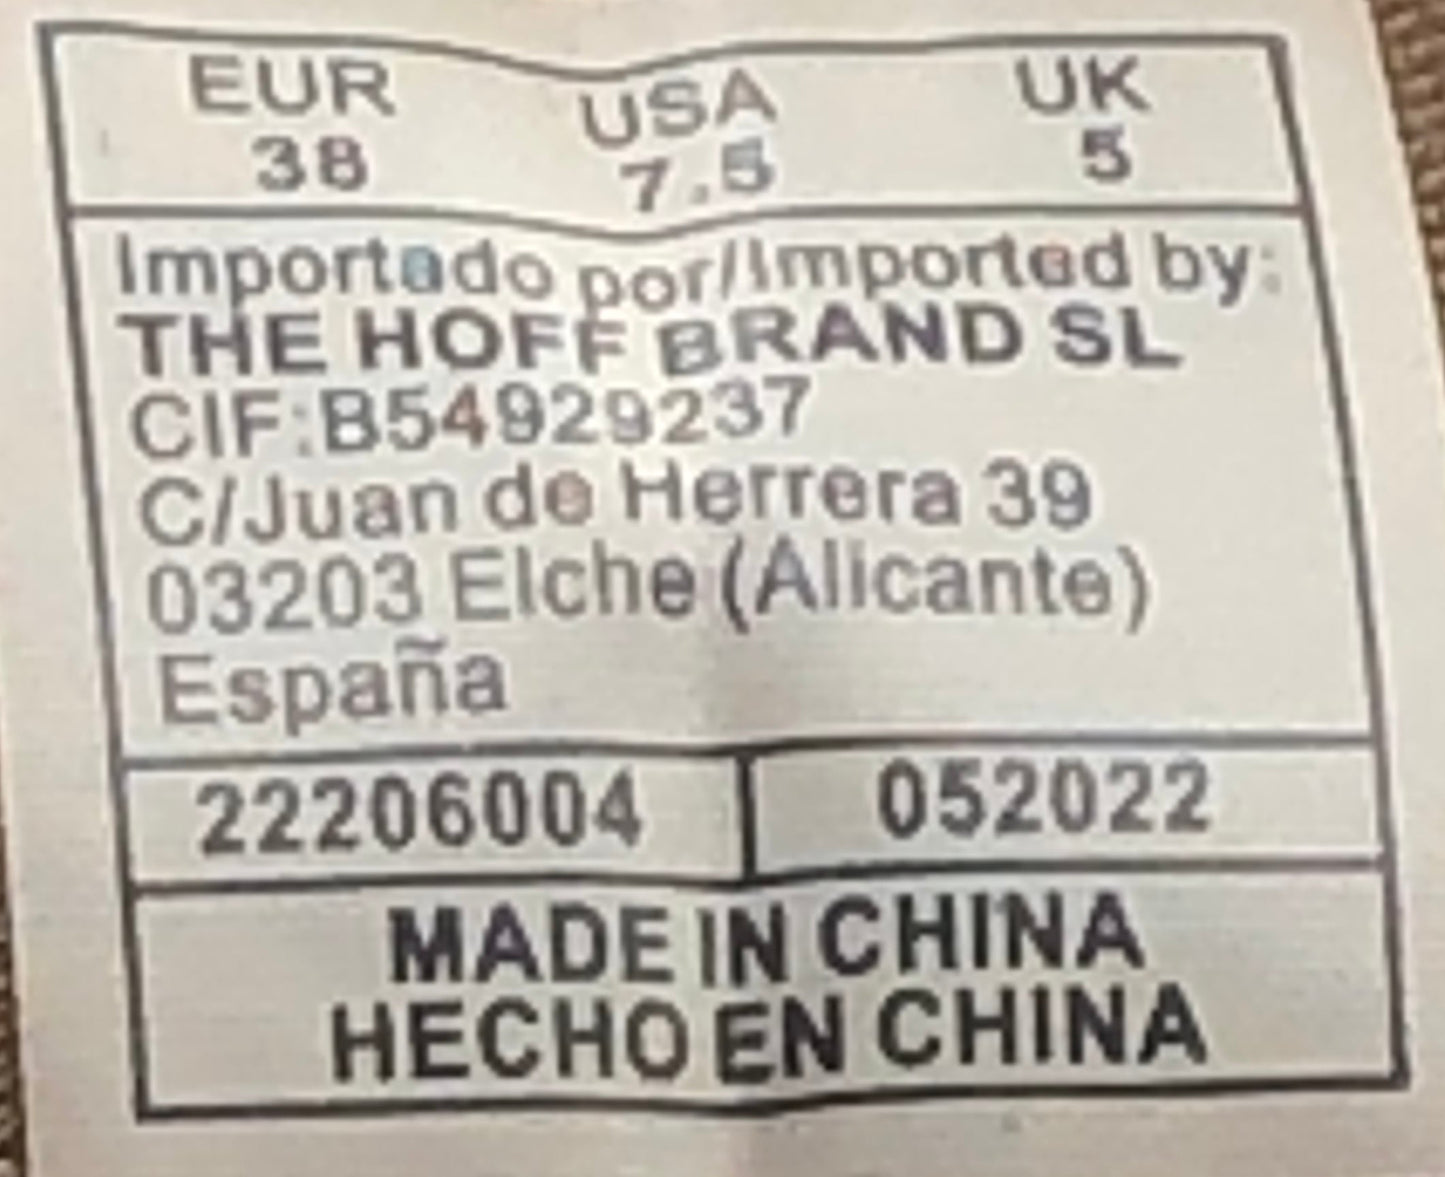 EUR USA UK
38 7.5 5
Importado por/Imported by:
THE HOFF BRAND SL
CIF:B54929237
C/Juan de Herrera 39
03203 Elche (Alicante)
España
22206004 052022
MADE IN CHINA
HECHO EN CHINA